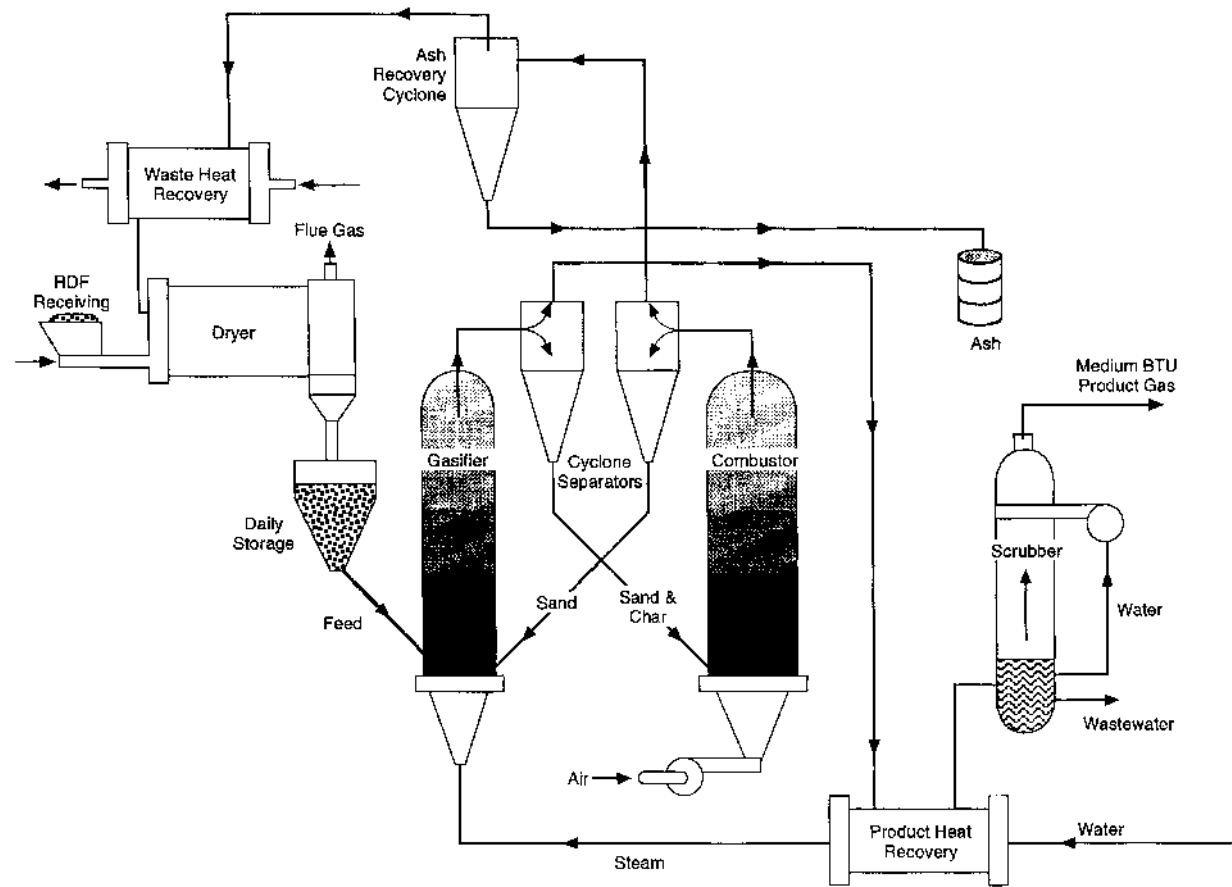 Ash
Recovery
Cyclone
Waste Heat
Recovery
Flue Gas
RDF
Receiving
Dryer
Ash
Medium BTU
Product Gas
Gasifier
Cyclone
Separators
Combustor
Daily
Storage
Scrubber
Feed
Sand
Sand &
Char
Water
Wastewater
Air
Product Heat
Recovery
Water
Steam